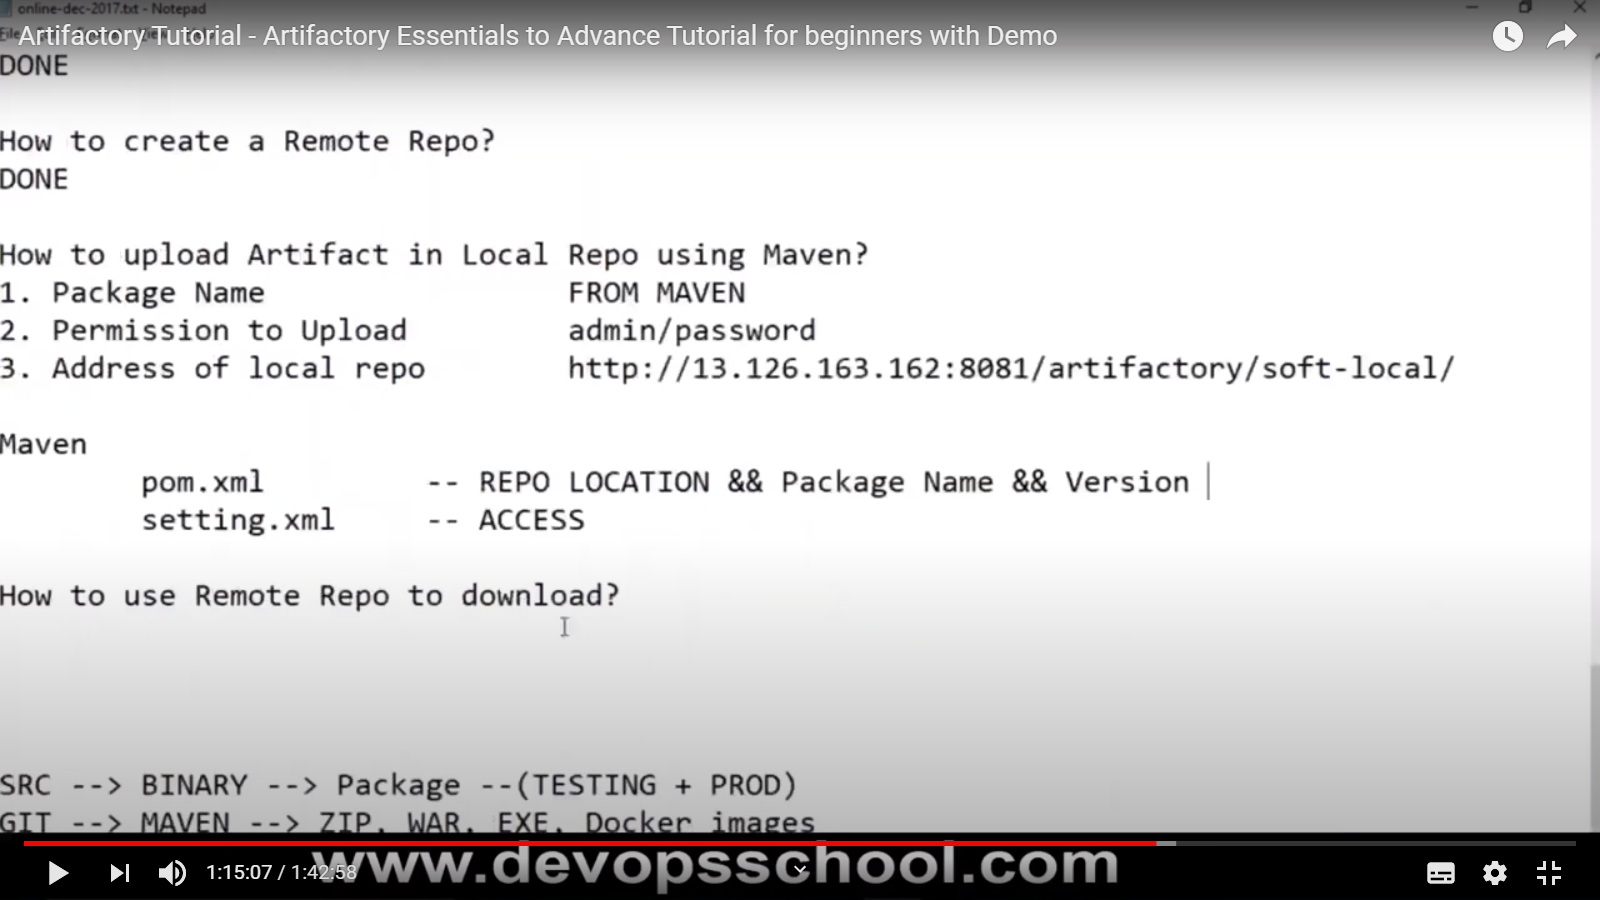 online-dec-2017.txt - Notepad
Artifactory Tutorial - Artifactory Essentials to Advance Tutorial for beginners with Demo
DONE
How to create a Remote Repo?
DONE
How to upload Artifact in Local Repo using Maven?
1. Package Name FROM MAVEN
2. Permission to Upload admin/password
3. Address of local repo http://13.126.163.162:8081/artifactory/soft-local/
Maven
pom.xml -- REPO LOCATION && Package Name && Version
setting.xml -- ACCESS
How to use Remote Repo to download?
SRC --> BINARY --> Package --(TESTING + PROD)
GIT --> MAVEN --> ZIP, WAR, EXE, Docker images
www.devopsschool.com
1:15:07 / 1:42:58